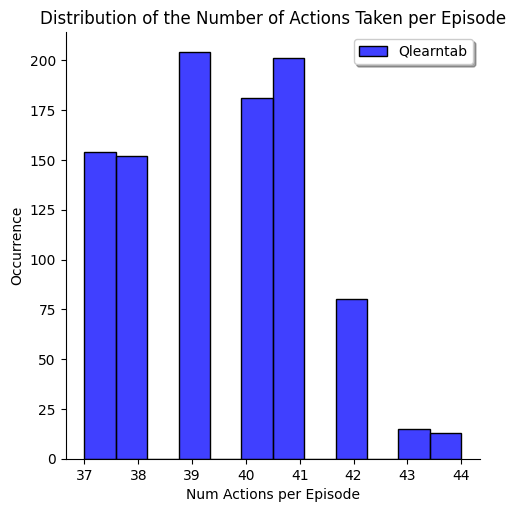 Distribution of the Number of Actions Taken per Episode
Qlearntab
200
175
150
125
100
75
50
25
0
Occurrence
37 38 39 40 41 42 43 44
Num Actions per Episode